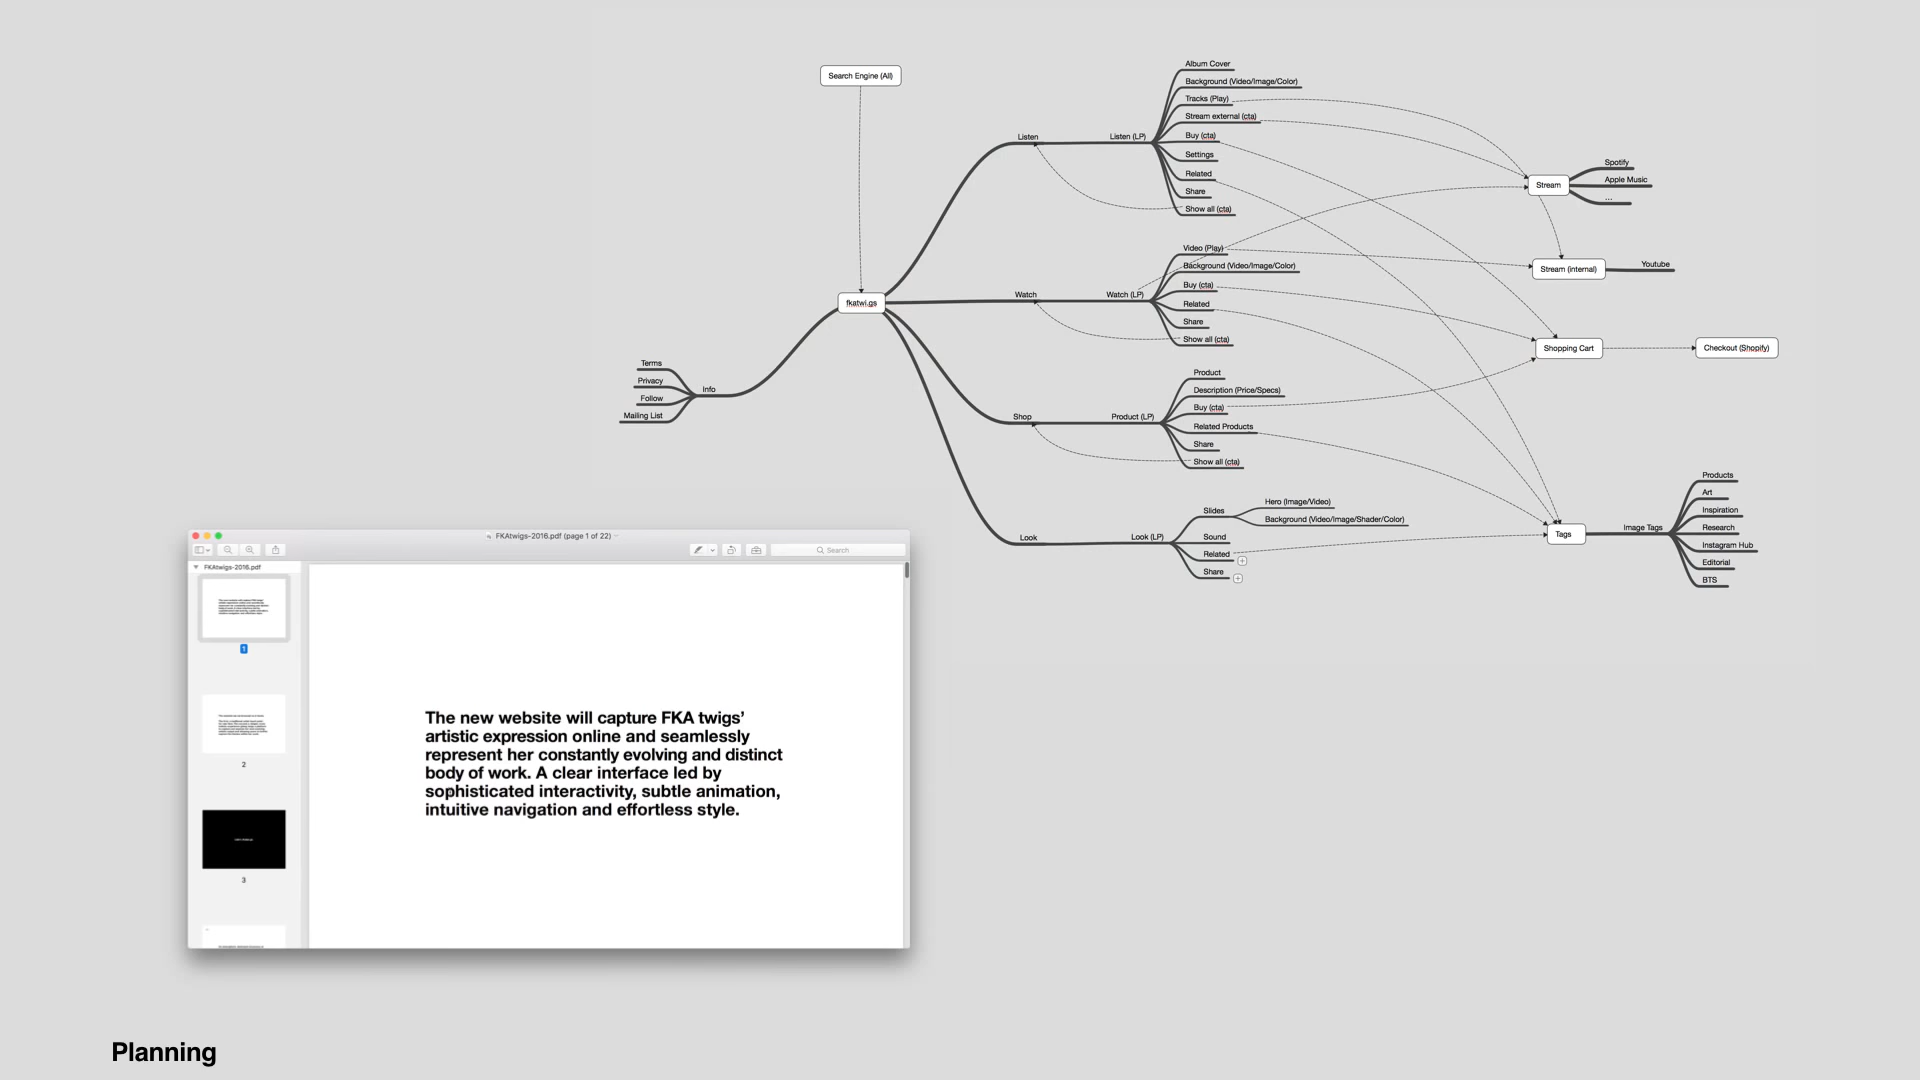 Search Engine (All)
fkatwi.gs
Info
Terms
Privacy
Follow
Mailing List
Listen
Listen (LP)
Album Cover
Background (Video/Image/Color)
Tracks (Play)
Stream external (cta)
Buy (cta)
Settings
Related
Share
Show all (cta)
Watch
Watch (LP)
Video (Play)
Background (Video/Image/Color)
Buy (cta)
Related
Share
Show all (cta)
Shop
Product (LP)
Product
Description (Price/Specs)
Buy (cta)
Related Products
Share
Show all (cta)
Look
Look (LP)
Slides
Hero (Image/Video)
Background (Video/Image/Shader/Color)
Sound
Related
Share
Stream
Spotify
Apple Music
...
Stream (internal)
Youtube
Shopping Cart
Checkout (Shopify)
Tags
Image Tags
Products
Art
Inspiration
Research
Instagram Hub
Editorial
BTS
FKAtwigs-2016.pdf (page 1 of 22)
Search
FKAtwigs-2016.pdf
1
2
3
The new website will capture FKA twigs’
artistic expression online and seamlessly
represent her constantly evolving and distinct
body of work. A clear interface led by
sophisticated interactivity, subtle animation,
intuitive navigation and effortless style.
Planning